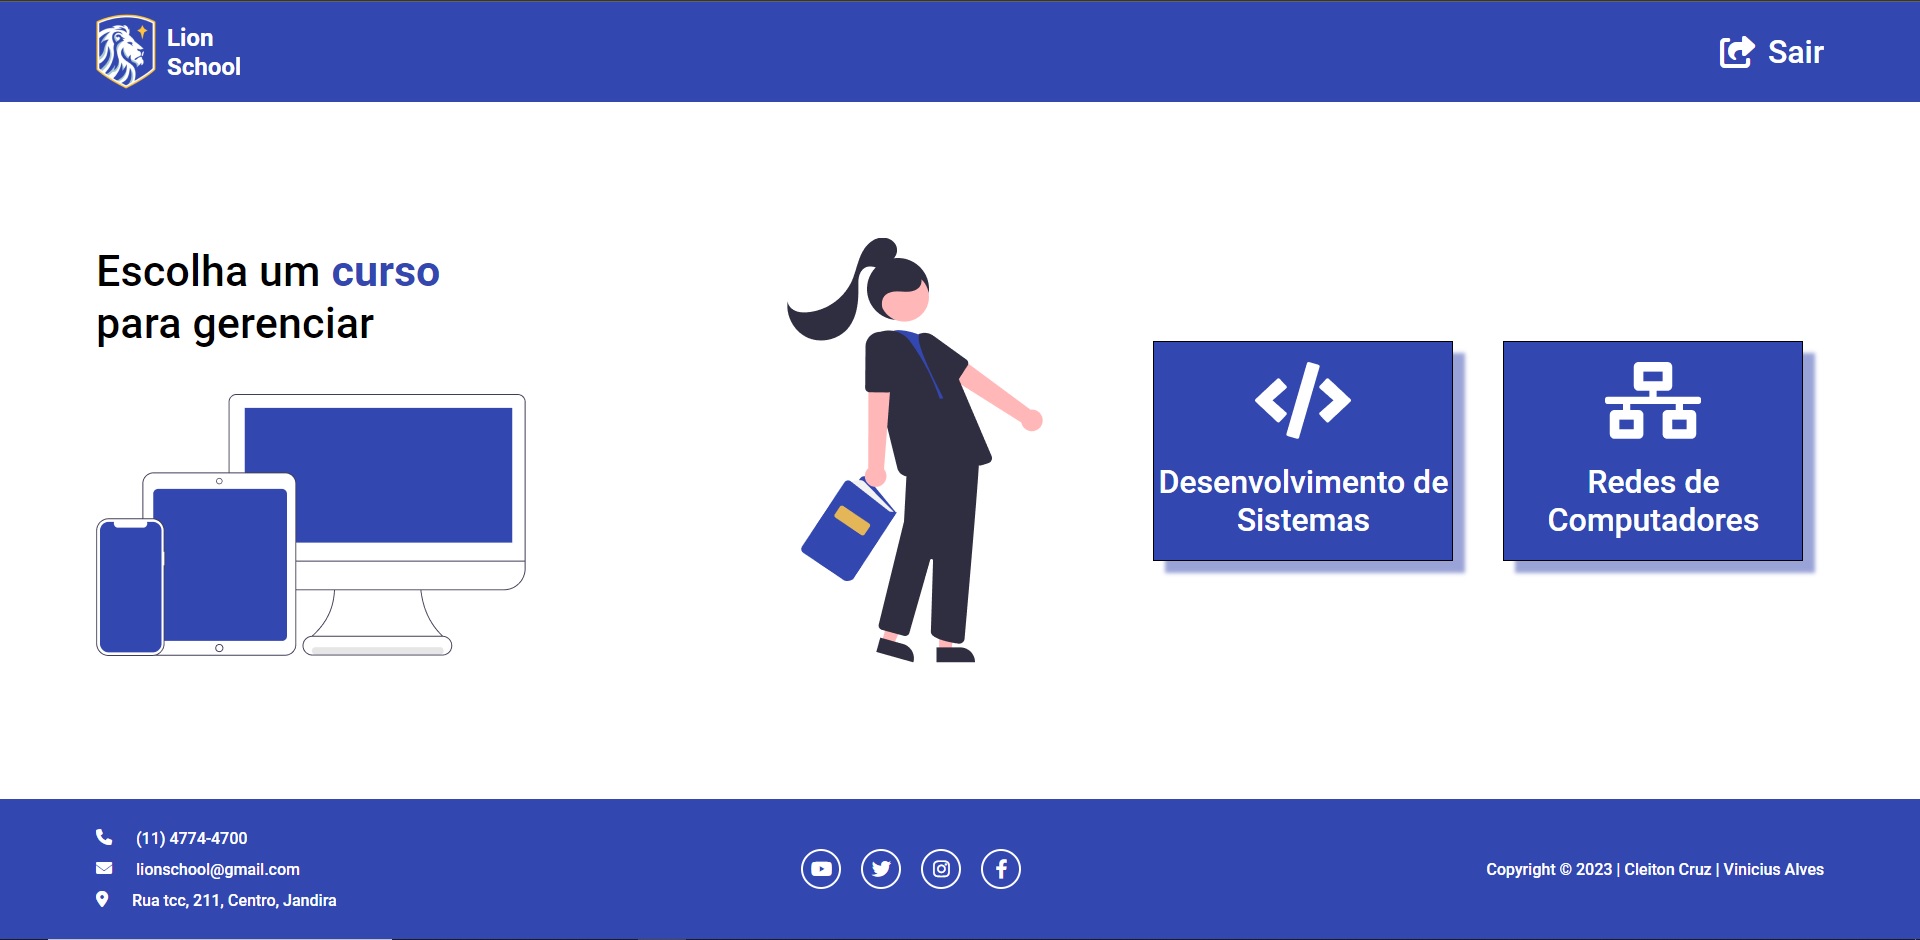 Lion
School
Sair
Escolha um curso
para gerenciar
Desenvolvimento de
Sistemas
Redes de
Computadores
(11) 4774-4700
lionschool@gmail.com
Rua tcc, 211, Centro, Jandira
Copyright © 2023 | Cleiton Cruz | Vinicius Alves